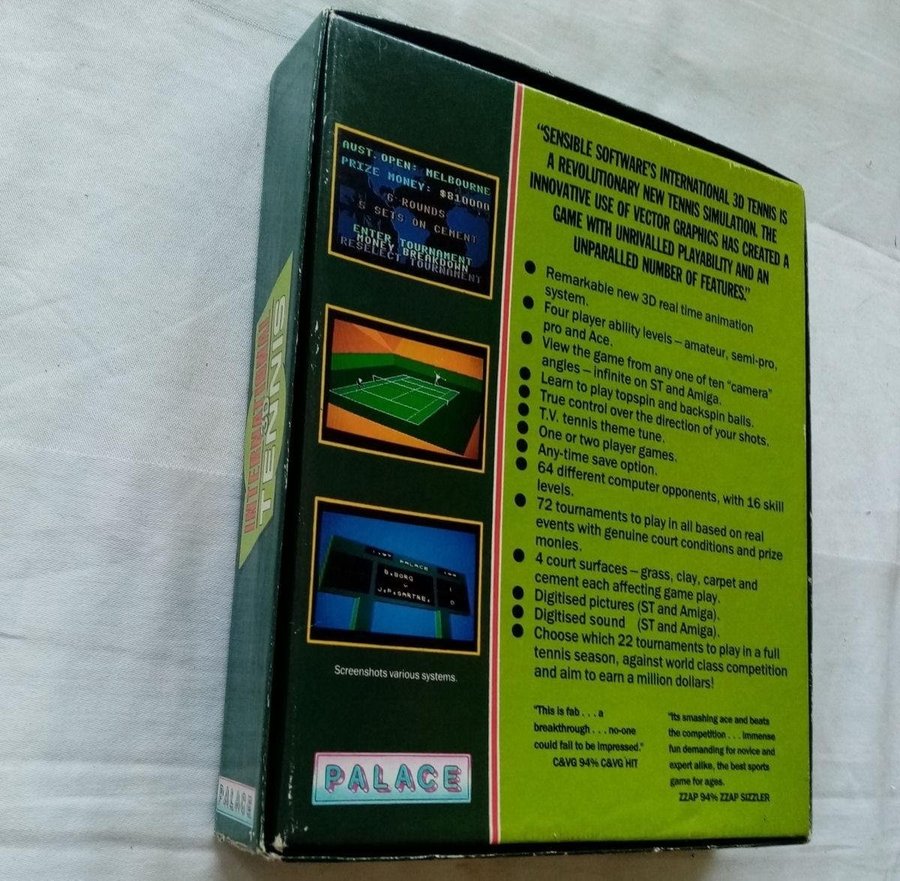 INTERNATIONAL
3D
TENNIS
PALACE
AUST.OPEN: MELBOURNE
PRIZE MONEY: $810000
6 ROUNDS
5 SETS ON CEMENT
ENTER TOURNAMENT
MONEY BREAKDOWN
RESELECT TOURNAMENT
PALACE
B.BORG
V
Screenshots various systems.
PALACE
"SENSIBLE SOFTWARE'S INTERNATIONAL 3D TENNIS IS
A REVOLUTIONARY NEW TENNIS SIMULATION. THE
INNOVATIVE USE OF VECTOR GRAPHICS HAS CREATED A
GAME WITH UNRIVALLED PLAYABILITY AND AN
UNPARALLED NUMBER OF FEATURES."
● Remarkable new 3D real time animation
system.
● Four player ability levels – amateur, semi-pro,
pro and Ace.
● View the game from any one of ten "camera"
angles – infinite on ST and Amiga.
● Learn to play topspin and backspin balls.
● True control over the direction of your shots.
● T.V. tennis theme tune.
● One or two player games.
● Any-time save option.
● 64 different computer opponents, with 16 skill
levels.
● 72 tournaments to play in all based on real
events with genuine court conditions and prize
monies.
● 4 court surfaces – grass, clay, carpet and
cement each affecting game play.
● Digitised pictures (ST and Amiga).
● Digitised sound (ST and Amiga).
● Choose which 22 tournaments to play in a full
tennis season, against world class competition
and aim to earn a million dollars!
"This is fab . . . a
breakthrough . . . no-one
could fail to be impressed."
C&VG 94% C&VG HIT
"Its smashing ace and beats
the competition . . . immense
fun demanding for novice and
expert alike, the best sports
game for ages.
ZZAP 94% ZZAP SIZZLER